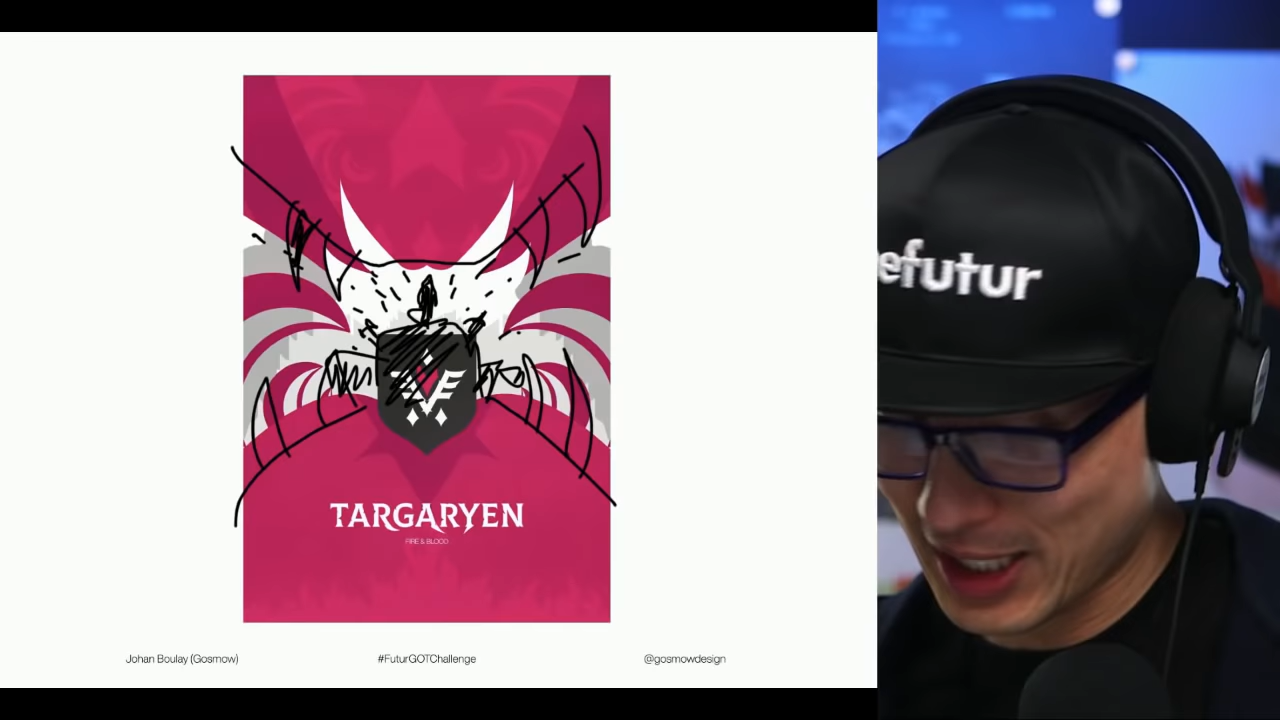 TARGARYEN
FIRE & BLOOD
Johan Boulay (Gosmow)
#FuturGOTChallenge
@gosmowdesign
efutur